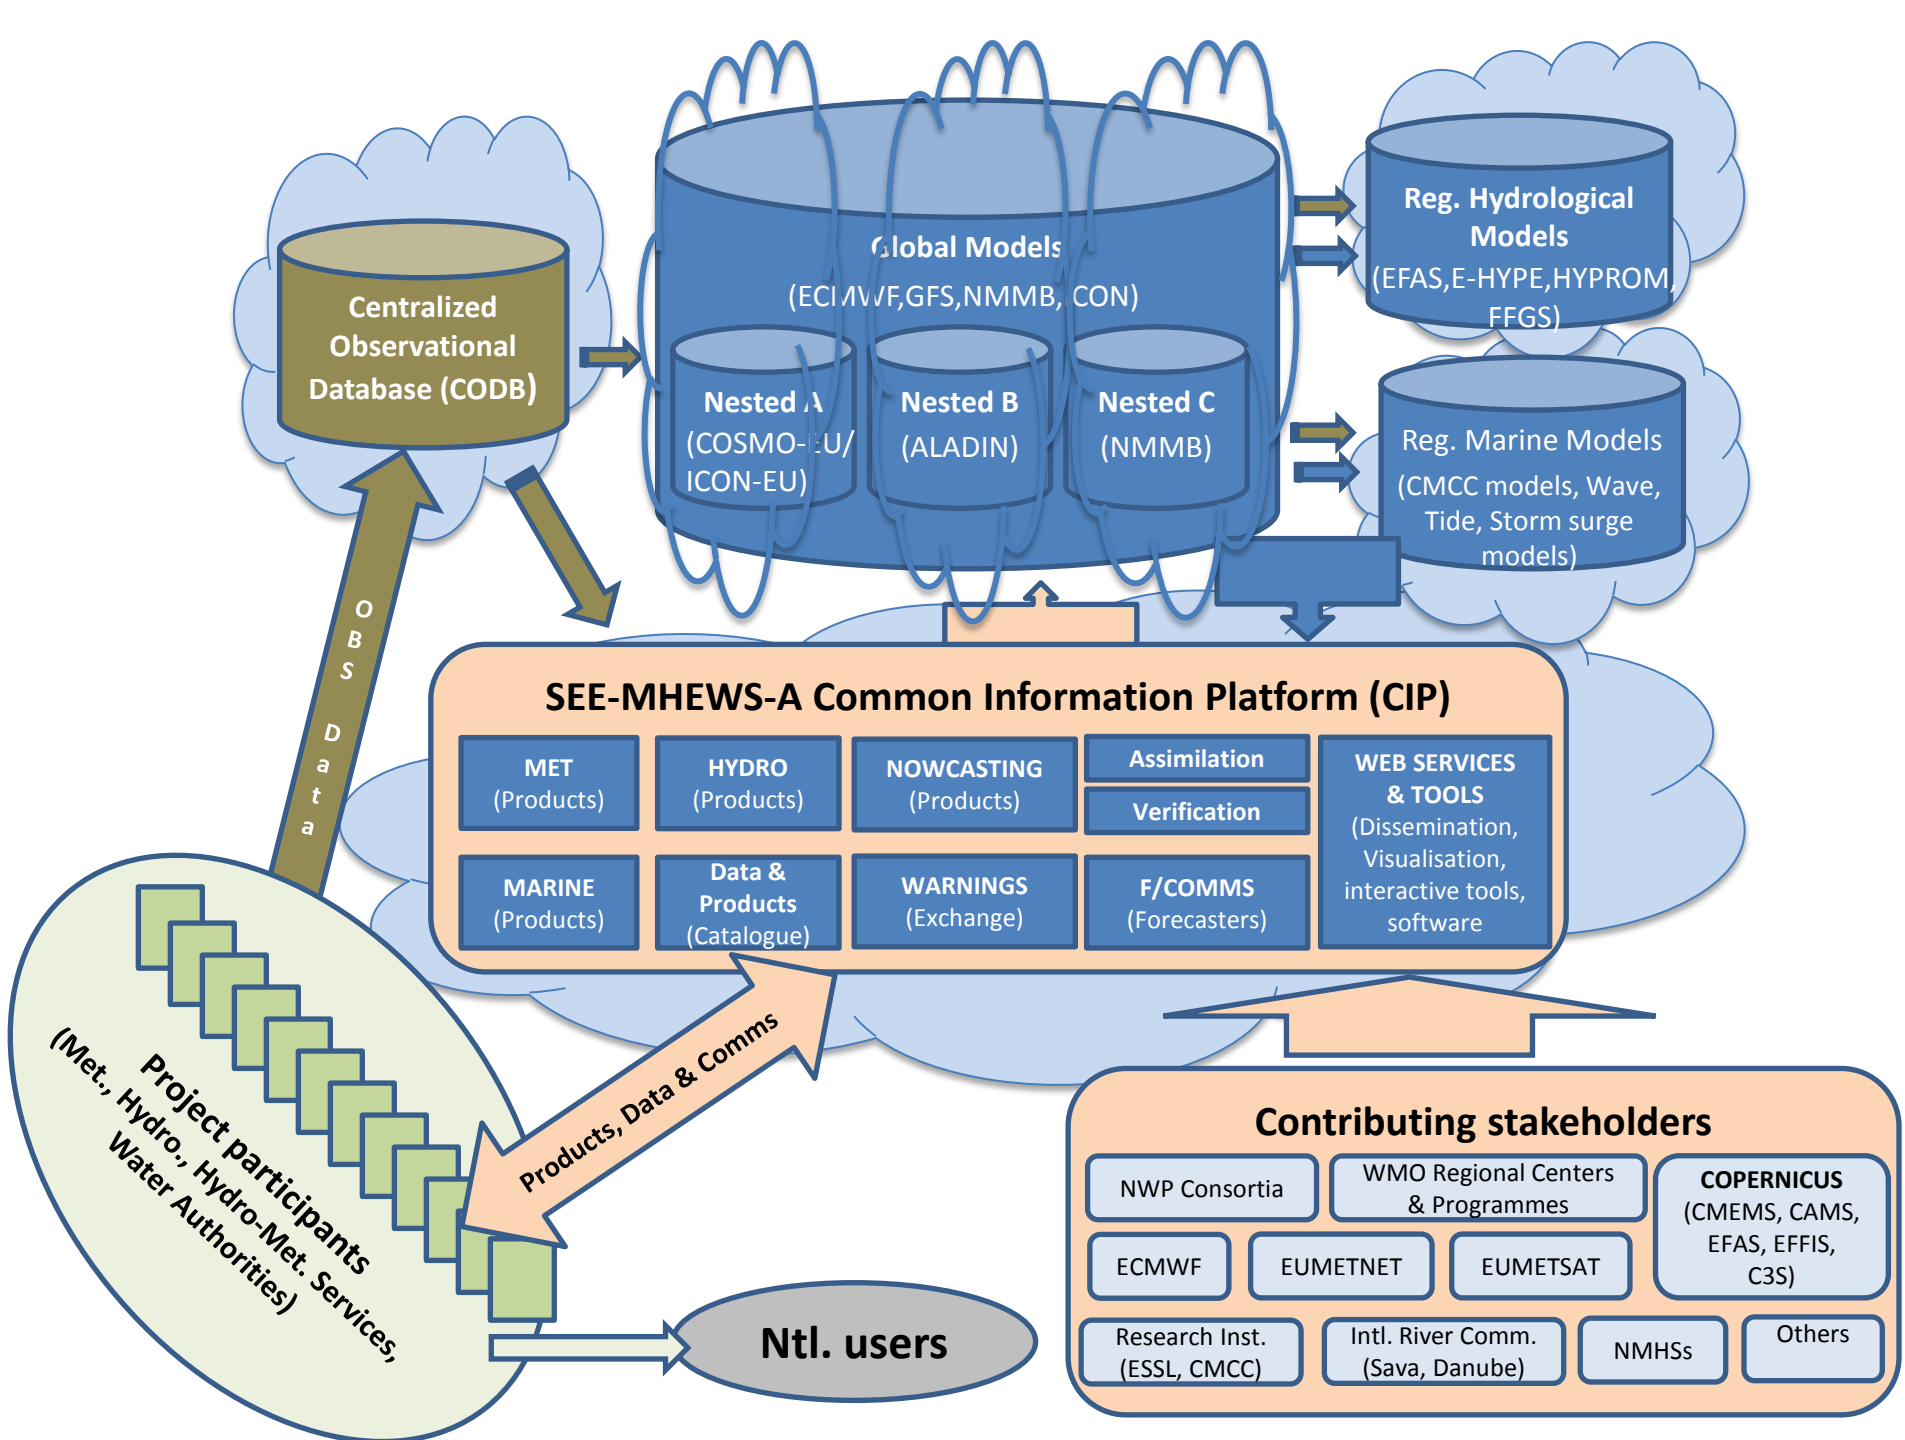 Centralized
Observational
Database (CODB)
Global Models
(ECMWF,GFS,NMMB,ICON)
Nested A
(COSMO-EU/
ICON-EU)
Nested B
(ALADIN)
Nested C
(NMMB)
Reg. Hydrological
Models
(EFAS,E-HYPE,HYPROM,
FFGS)
Reg. Marine Models
(CMCC models, Wave,
Tide, Storm surge
models)
OBS Data
SEE-MHEWS-A Common Information Platform (CIP)
MET
(Products)
HYDRO
(Products)
NOWCASTING
(Products)
Assimilation
Verification
WEB SERVICES
& TOOLS
(Dissemination,
Visualisation,
interactive tools,
software
MARINE
(Products)
Data &
Products
(Catalogue)
WARNINGS
(Exchange)
F/COMMS
(Forecasters)
Products, Data & Comms
Project participants
(Met., Hydro., Hydro-Met. Services,
Water Authorities)
Ntl. users
Contributing stakeholders
NWP Consortia
WMO Regional Centers
& Programmes
COPERNICUS
(CMEMS, CAMS,
EFAS, EFFIS,
C3S)
ECMWF
EUMETNET
EUMETSAT
Research Inst.
(ESSL, CMCC)
Intl. River Comm.
(Sava, Danube)
NMHSs
Others